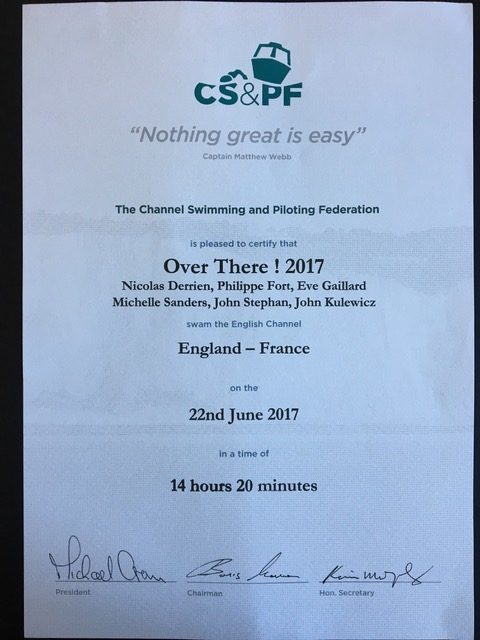 CS&PF
“Nothing great is easy”
Captain Matthew Webb
The Channel Swimming and Piloting Federation
is pleased to certify that
Over There ! 2017
Nicolas Derrien, Philippe Fort, Eve Gaillard
Michelle Sanders, John Stephan, John Kulewicz
swam the English Channel
England – France
on the
22nd June 2017
in a time of
14 hours 20 minutes
President Chairman Hon. Secretary